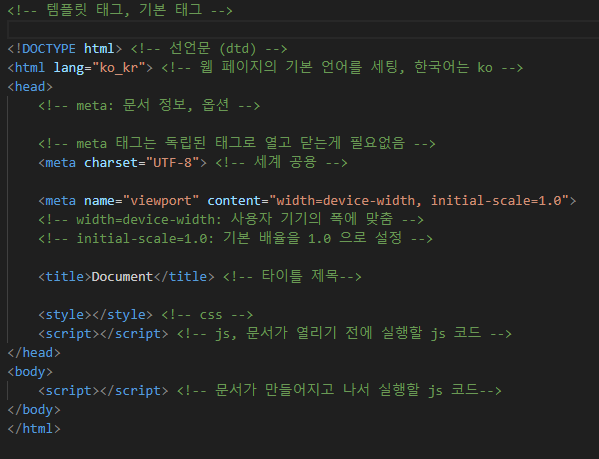 <!-- 템플릿 태그, 기본 태그 -->
<!DOCTYPE html> <!-- 선언문 (dtd) -->
<html lang="ko_kr"> <!-- 웹 페이지의 기본 언어를 세팅, 한국어는 ko -->
<head>
<!-- meta: 문서 정보, 옵션 -->
<!-- meta 태그는 독립된 태그로 열고 닫는게 필요없음 -->
<meta charset="UTF-8"> <!-- 세계 공용 -->
<meta name="viewport" content="width=device-width, initial-scale=1.0">
<!-- width=device-width: 사용자 기기의 폭에 맞춤 -->
<!-- initial-scale=1.0: 기본 배율을 1.0 으로 설정 -->
<title>Document</title> <!-- 타이틀 제목-->
<style></style> <!-- css -->
<script></script> <!-- js, 문서가 열리기 전에 실행할 js 코드 -->
</head>
<body>
<script></script> <!-- 문서가 만들어지고 나서 실행할 js 코드-->
</body>
</html>